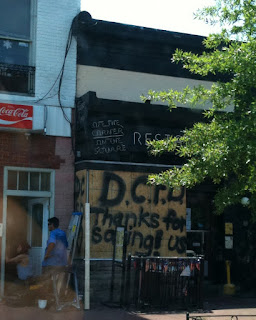 Coca-Cola
ON THE
CORNER
ON THE
SQUARE
REST
Thanks for
saving us